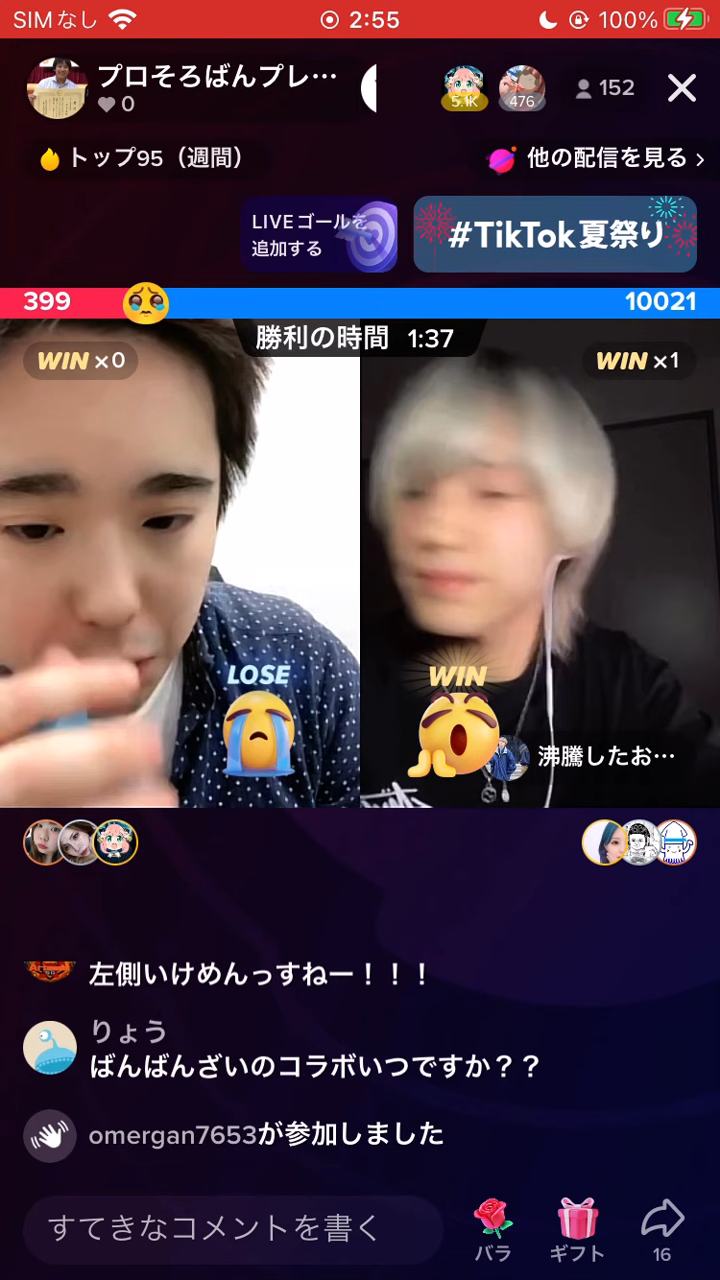 SIMなし
2:55
100%
プロそろばんプレ…
0
5.1K
476
152
トップ95（週間）
他の配信を見る
LIVEゴールを
追加する
#TikTok夏祭り
399
10021
勝利の時間 1:37
WIN ×0
WIN ×1
LOSE
WIN
沸騰したお…
左側いけめんっすねー！！！
りょう
ばんばんざいのコラボいつですか？？
omergan7653が参加しました
すてきなコメントを書く
バラ
ギフト
16